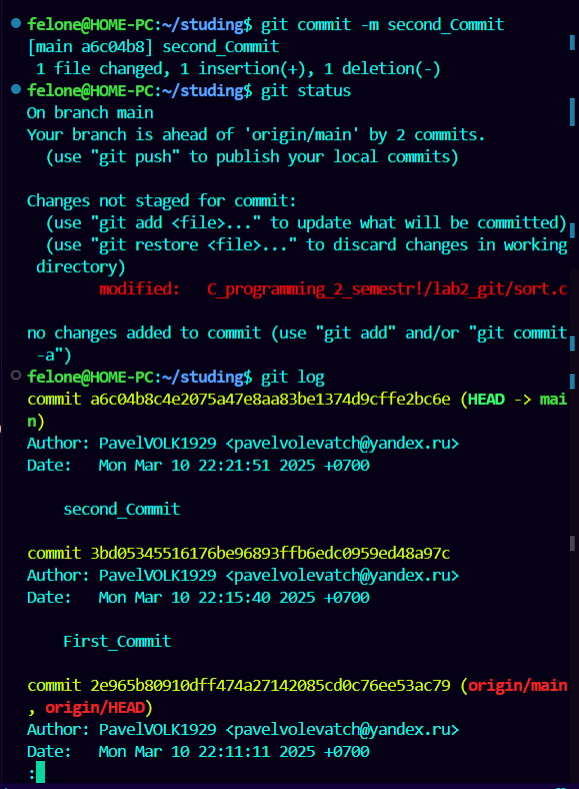 felone@HOME-PC:~/studing$ git commit -m second_Commit
[main a6c04b8] second_Commit
 1 file changed, 1 insertion(+), 1 deletion(-)
felone@HOME-PC:~/studing$ git status
On branch main
Your branch is ahead of 'origin/main' by 2 commits.
  (use "git push" to publish your local commits)

Changes not staged for commit:
  (use "git add <file>..." to update what will be committed)
  (use "git restore <file>..." to discard changes in working
 directory)
        modified:   C_programming_2_semestr!/lab2_git/sort.c

no changes added to commit (use "git add" and/or "git commit
 -a")
felone@HOME-PC:~/studing$ git log
commit a6c04b8c4e2075a47e8aa83be1374d9cffe2bc6e (HEAD -> mai
n)
Author: PavelVOLK1929 <pavelvolevatch@yandex.ru>
Date:   Mon Mar 10 22:21:51 2025 +0700

    second_Commit

commit 3bd05345516176be96893ffb6edc0959ed48a97c
Author: PavelVOLK1929 <pavelvolevatch@yandex.ru>
Date:   Mon Mar 10 22:15:40 2025 +0700

    First_Commit

commit 2e965b80910dff474a27142085cd0c76ee53ac79 (origin/main
, origin/HEAD)
Author: PavelVOLK1929 <pavelvolevatch@yandex.ru>
Date:   Mon Mar 10 22:11:11 2025 +0700
: